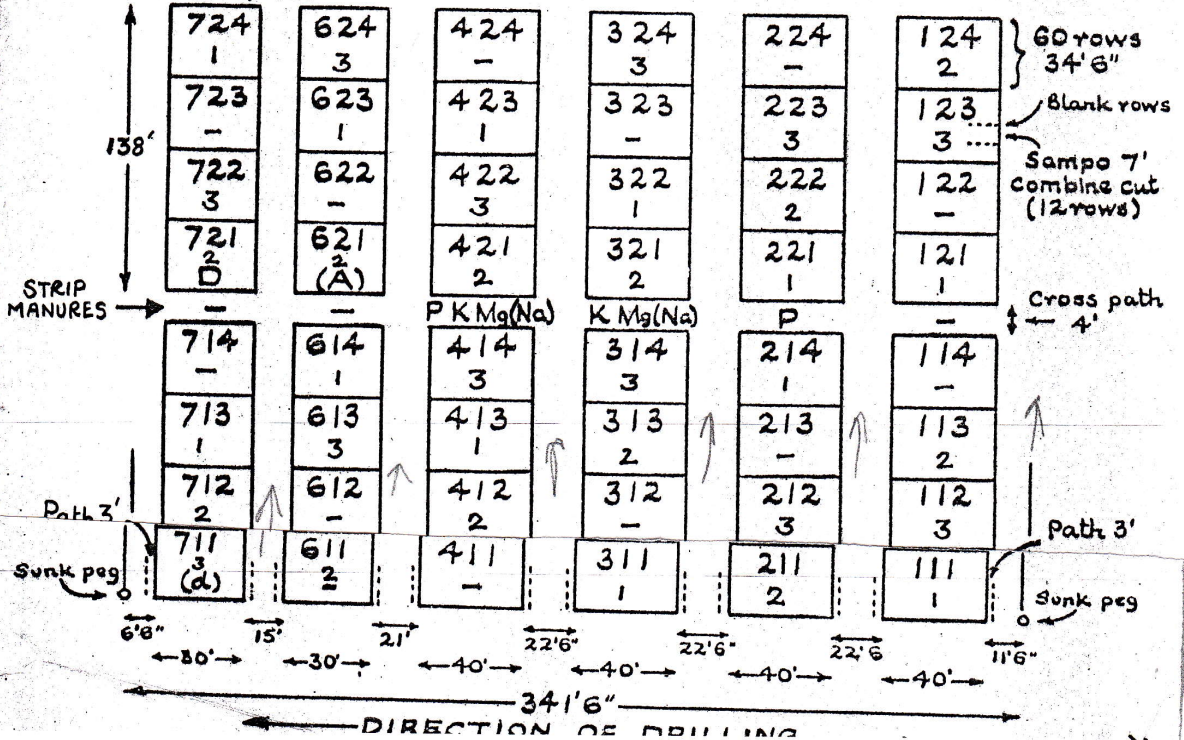 724 624 424 324 224 124
1 3 – 3 – 2
60 rows
34'6"
723 623 423 323 223 123
– 1 1 – 3 3
Blank rows
138'
Sampo 7'
Combine cut
(12 rows)
722 622 422 322 222 122
3 – 3 1 2 –
721 621 421 321 221 121
2 2 2 2 1 1
D (A)
STRIP
MANURES
– – P K Mg(Na) K Mg(Na) P –
Cross path
4'
714 614 414 314 214 114
– 1 3 3 1 –
713 613 413 313 213 113
1 3 1 2 – 2
712 612 412 312 212 112
2 – 2 – 3 3
Path 3'
Path 3'
711 611 411 311 211 111
3 2 – 1 2 1
(d)
Sunk peg
Sunk peg
6'6" 15' 21' 22'6" 22'6" 22'6 11'6"
30' 30' 40' 40' 40' 40'
341'6"
DIRECTION OF DRILLING